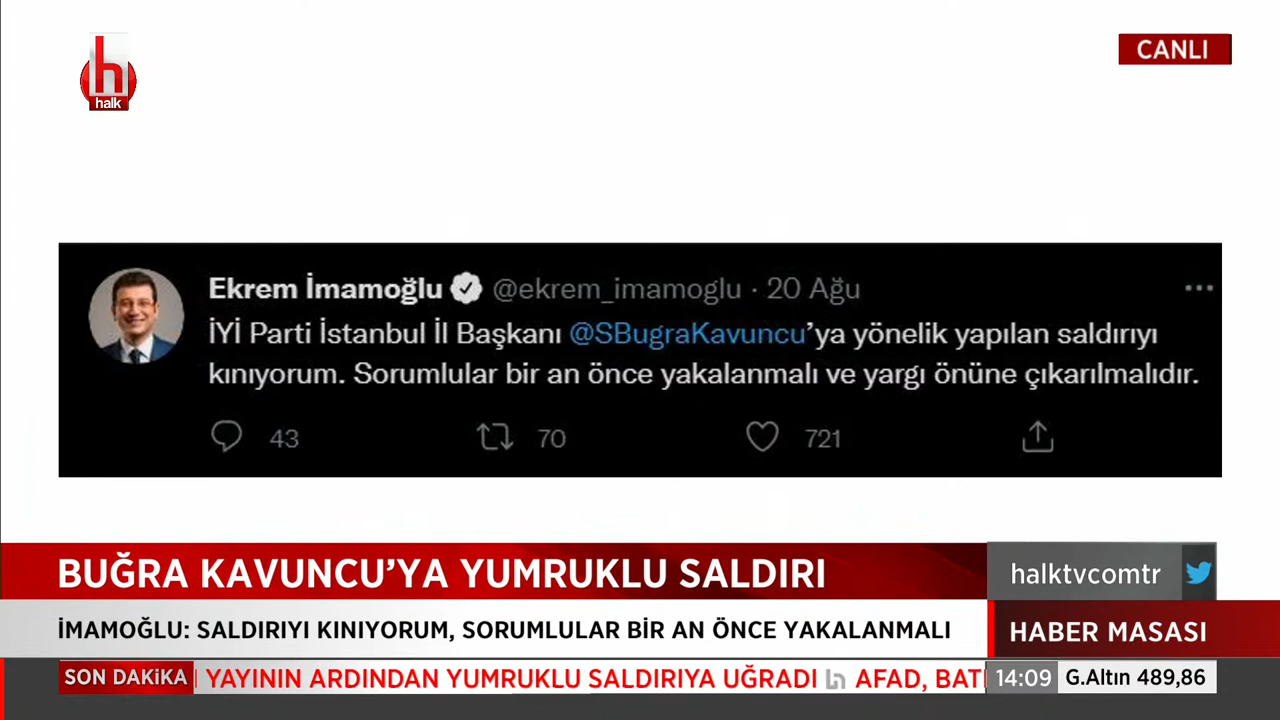 h
halk
CANLI
Ekrem İmamoğlu @ekrem_imamoglu · 20 Ağu
İYİ Parti İstanbul İl Başkanı @SBugraKavuncu’ya yönelik yapılan saldırıyı
kınıyorum. Sorumlular bir an önce yakalanmalı ve yargı önüne çıkarılmalıdır.
43 70 721
BUĞRA KAVUNCU’YA YUMRUKLU SALDIRI
halktvcomtr
İMAMOĞLU: SALDIRIYI KINIYORUM, SORUMLULAR BİR AN ÖNCE YAKALANMALI
HABER MASASI
SON DAKİKA YAYININ ARDINDAN YUMRUKLU SALDIRIYA UĞRADI h AFAD, BATI 14:09 G.Altın 489,86